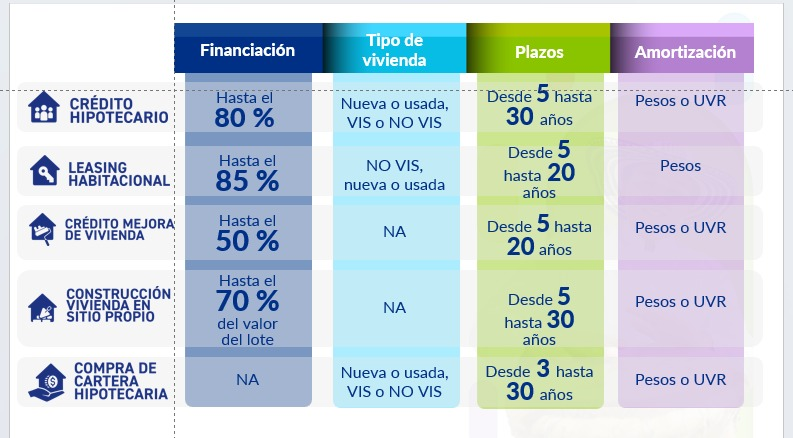 Financiación
Tipo de
vivienda
Plazos
Amortización
CRÉDITO
HIPOTECARIO
Hasta el
80 %
Nueva o usada,
VIS o NO VIS
Desde 5 hasta
30 años
Pesos o UVR
LEASING
HABITACIONAL
Hasta el
85 %
NO VIS,
nueva o usada
Desde 5
hasta 20
años
Pesos
CRÉDITO MEJORA
DE VIVIENDA
Hasta el
50 %
NA
Desde 5 hasta
20 años
Pesos o UVR
CONSTRUCCIÓN
VIVIENDA EN
SITIO PROPIO
Hasta el
70 %
del valor
del lote
NA
Desde 5
hasta 30
años
Pesos o UVR
COMPRA DE
CARTERA
HIPOTECARIA
NA
Nueva o usada,
VIS o NO VIS
Desde 3 hasta
30 años
Pesos o UVR